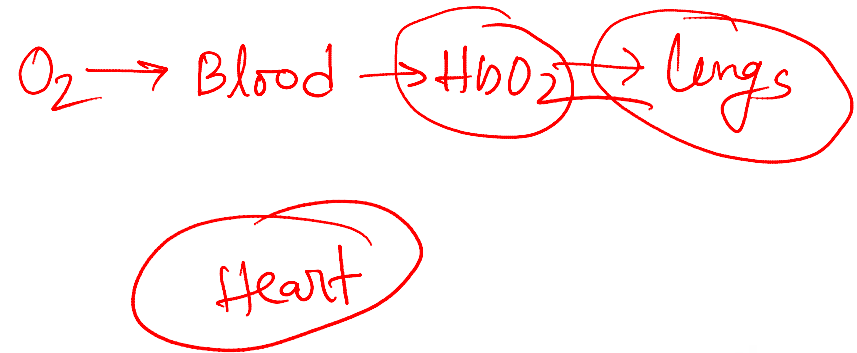 O₂ → Blood → HbO₂ → lungs
Heart